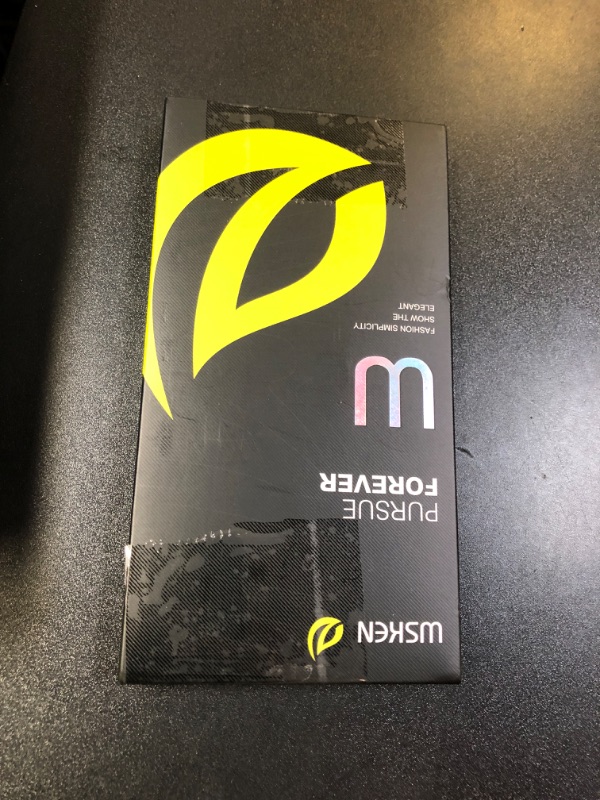 WSKEN
PURSUE
FOREVER
W
FASHION SIMPLICITY
SHOW THE
ELEGANT